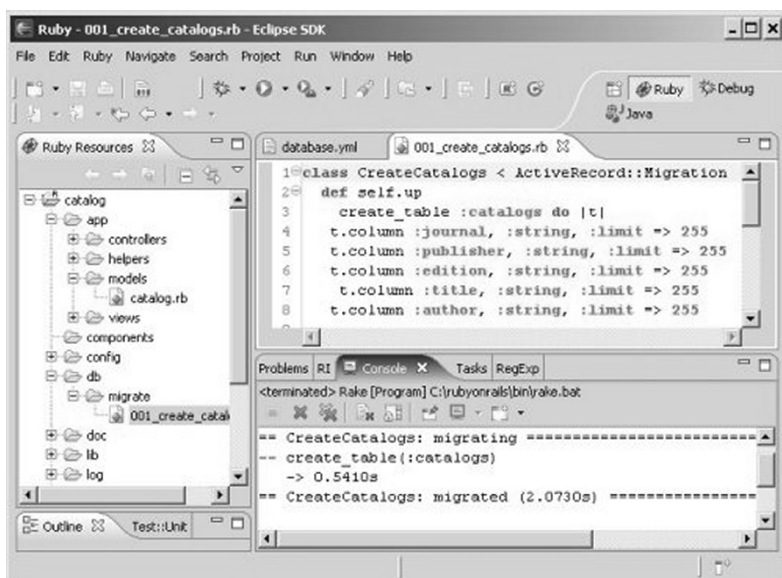 Ruby - 001_create_catalogs.rb - Eclipse SDK
File Edit Ruby Navigate Search Project Run Window Help
Ruby Debug
Java
Ruby Resources
catalog
app
controllers
helpers
models
catalog.rb
views
components
config
db
migrate
001_create_catal
doc
lib
log
Outline Test::Unit
database.yml 001_create_catalogs.rb
1 class CreateCatalogs < ActiveRecord::Migration
2 def self.up
3 create_table :catalogs do |t|
4 t.column :journal, :string, :limit => 255
5 t.column :publisher, :string, :limit => 255
6 t.column :edition, :string, :limit => 255
7 t.column :title, :string, :limit => 255
8 t.column :author, :string, :limit => 255
Problems RI Console Tasks RegExp
<terminated> Rake [Program] C:\rubyonrails\bin\rake.bat
== CreateCatalogs: migrating ==========================
-- create_table(:catalogs)
-> 0.5410s
== CreateCatalogs: migrated (2.0730s) =================